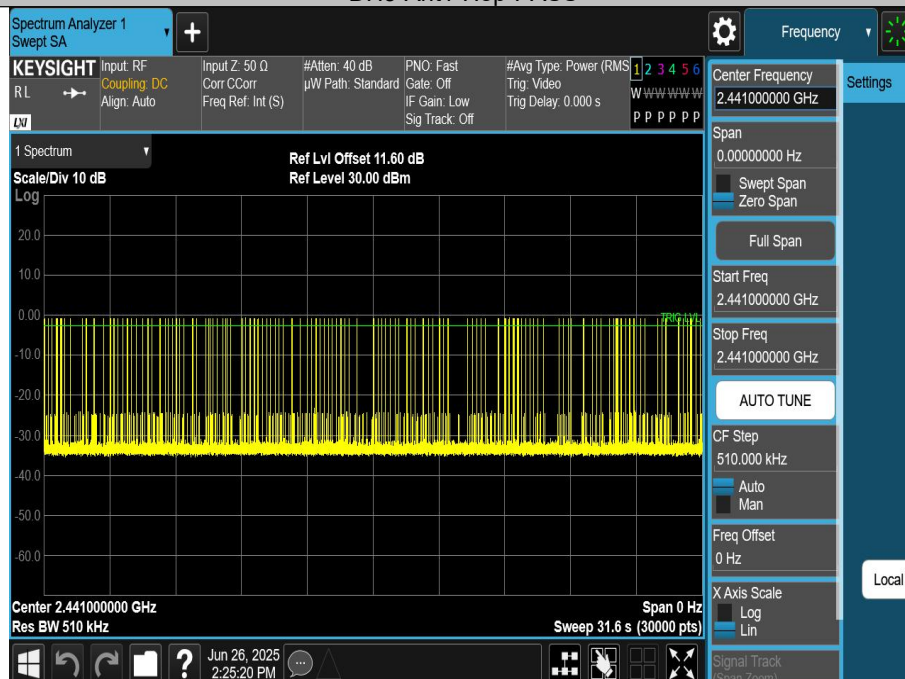 Spectrum Analyzer 1
Swept SA
Frequency
KEYSIGHT
RL
LXI
Input: RF
Coupling: DC
Align: Auto
Input Z: 50 Ω
Corr CCorr
Freq Ref: Int (S)
#Atten: 40 dB
µW Path: Standard
PNO: Fast
Gate: Off
IF Gain: Low
Sig Track: Off
#Avg Type: Power (RMS
Trig: Video
Trig Delay: 0.000 s
1 2 3 4 5 6
W W W W W W
P P P P P P
1 Spectrum
Scale/Div 10 dB
Log
Ref Lvl Offset 11.60 dB
Ref Level 30.00 dBm
20.0
10.0
0.00
TRIG LVL
-10.0
-20.0
-30.0
-40.0
-50.0
-60.0
Center 2.441000000 GHz
Span 0 Hz
Res BW 510 kHz
Sweep 31.6 s (30000 pts)
Jun 26, 2025
2:25:20 PM
Center Frequency
2.441000000 GHz
Settings
Span
0.00000000 Hz
Swept Span
Zero Span
Full Span
Start Freq
2.441000000 GHz
Stop Freq
2.441000000 GHz
AUTO TUNE
CF Step
510.000 kHz
Auto
Man
Freq Offset
0 Hz
Local
X Axis Scale
Log
Lin
Signal Track
(Span Zoom)